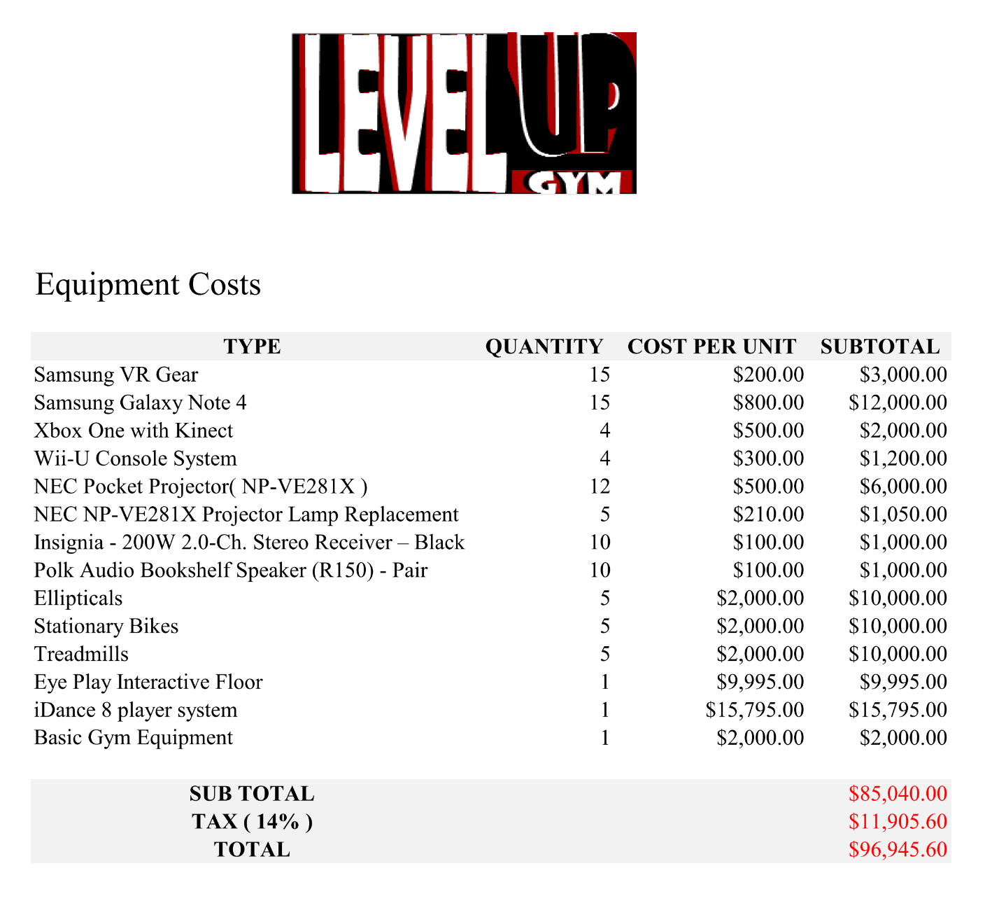 LEVEL UP
GYM
Equipment Costs
TYPE QUANTITY COST PER UNIT SUBTOTAL
Samsung VR Gear 15 $200.00 $3,000.00
Samsung Galaxy Note 4 15 $800.00 $12,000.00
Xbox One with Kinect 4 $500.00 $2,000.00
Wii-U Console System 4 $300.00 $1,200.00
NEC Pocket Projector( NP-VE281X ) 12 $500.00 $6,000.00
NEC NP-VE281X Projector Lamp Replacement 5 $210.00 $1,050.00
Insignia - 200W 2.0-Ch. Stereo Receiver – Black 10 $100.00 $1,000.00
Polk Audio Bookshelf Speaker (R150) - Pair 10 $100.00 $1,000.00
Ellipticals 5 $2,000.00 $10,000.00
Stationary Bikes 5 $2,000.00 $10,000.00
Treadmills 5 $2,000.00 $10,000.00
Eye Play Interactive Floor 1 $9,995.00 $9,995.00
iDance 8 player system 1 $15,795.00 $15,795.00
Basic Gym Equipment 1 $2,000.00 $2,000.00
SUB TOTAL $85,040.00
TAX ( 14% ) $11,905.60
TOTAL $96,945.60